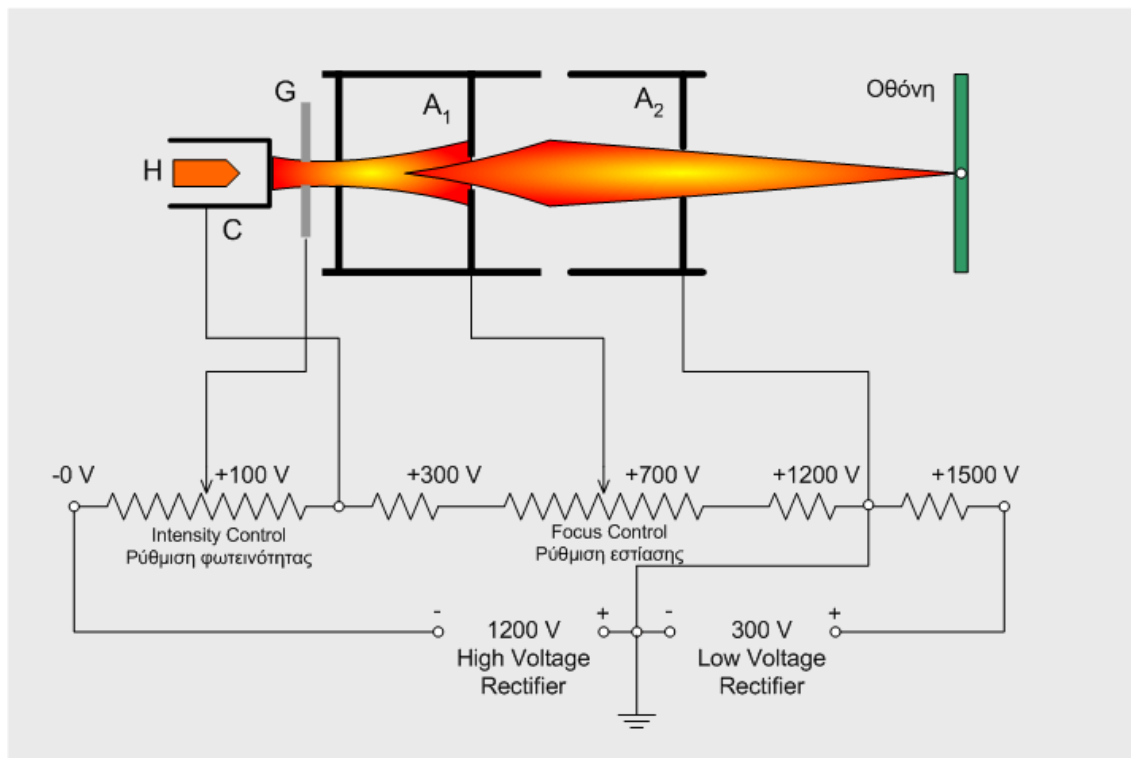 G
A1
A2
Οθόνη
H
C
-0 V
+100 V
+300 V
+700 V
+1200 V
+1500 V
Intensity Control
Ρύθμιση φωτεινότητας
Focus Control
Ρύθμιση εστίασης
- + - +
1200 V
High Voltage
Rectifier
300 V
Low Voltage
Rectifier